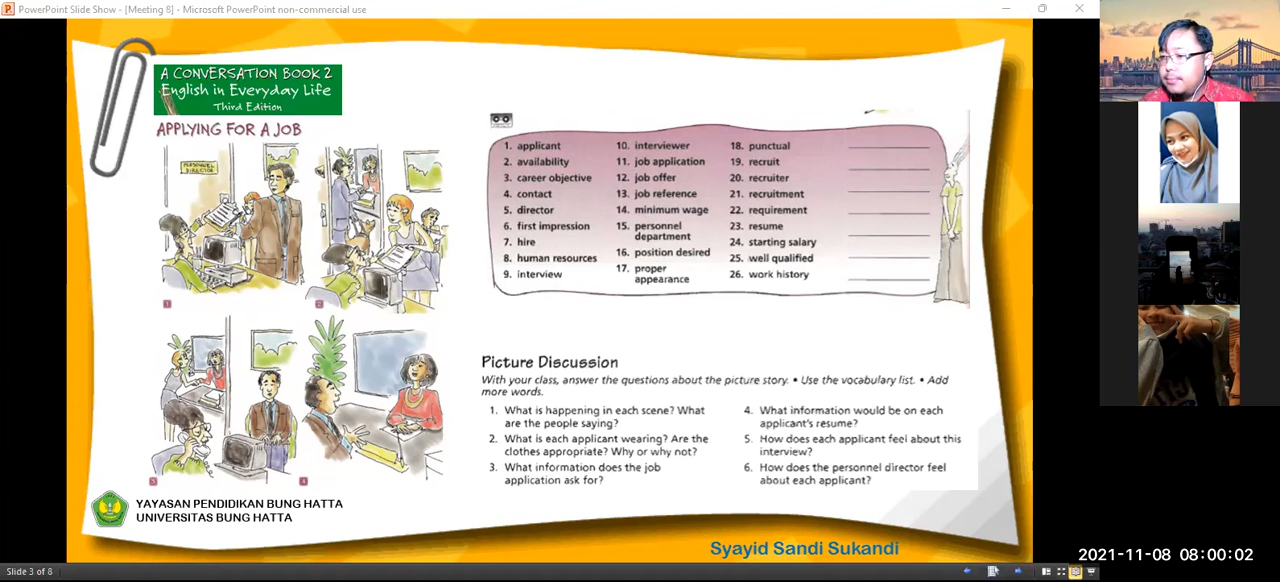 PowerPoint Slide Show - [Meeting 8] - Microsoft PowerPoint non-commercial use
A CONVERSATION BOOK 2
English in Everyday Life
Third Edition
APPLYING FOR A JOB
PERSONNEL
DIRECTOR
1
2
3
4
1. applicant
2. availability
3. career objective
4. contact
5. director
6. first impression
7. hire
8. human resources
9. interview
10. interviewer
11. job application
12. job offer
13. job reference
14. minimum wage
15. personnel
department
16. position desired
17. proper
appearance
18. punctual
19. recruit
20. recruiter
21. recruitment
22. requirement
23. resume
24. starting salary
25. well qualified
26. work history
Picture Discussion
With your class, answer the questions about the picture story. • Use the vocabulary list. • Add
more words.
1. What is happening in each scene? What
are the people saying?
2. What is each applicant wearing? Are the
clothes appropriate? Why or why not?
3. What information does the job
application ask for?
4. What information would be on each
applicant's resume?
5. How does each applicant feel about this
interview?
6. How does the personnel director feel
about each applicant?
YAYASAN PENDIDIKAN BUNG HATTA
UNIVERSITAS BUNG HATTA
Syayid Sandi Sukandi
2021-11-08 08:00:02
Slide 3 of 8